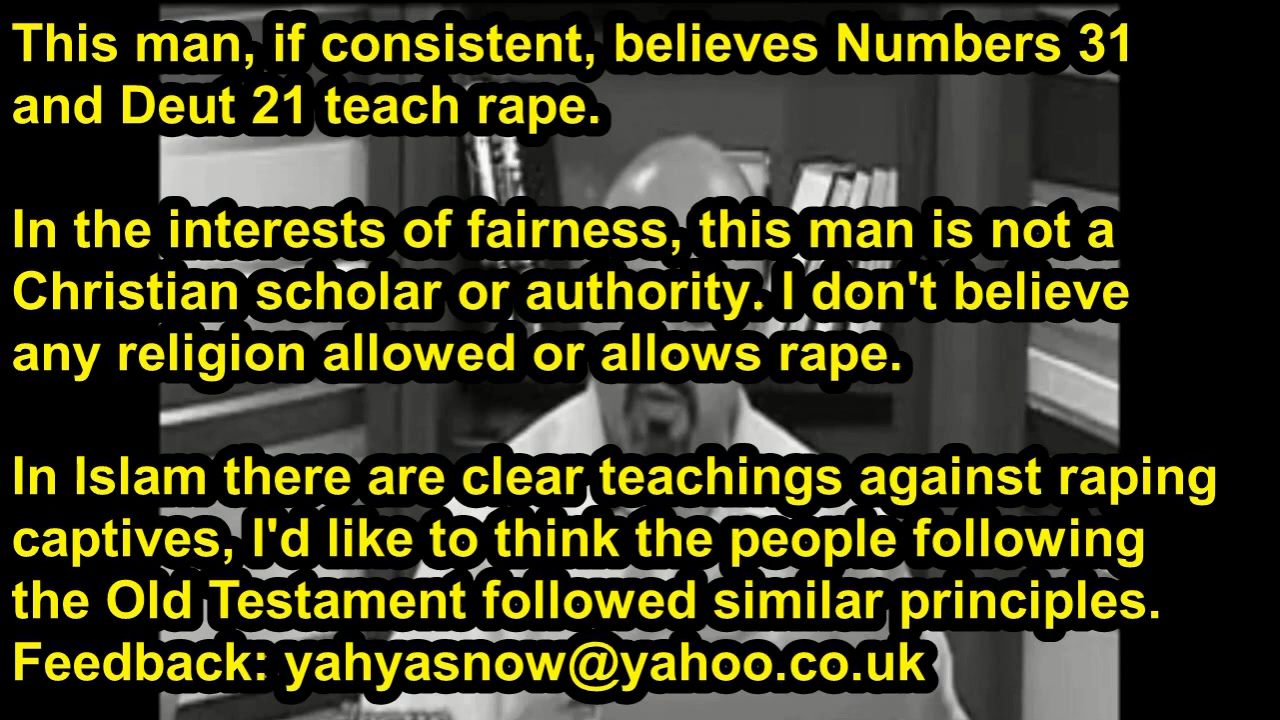 This man, if consistent, believes Numbers 31
and Deut 21 teach rape.
In the interests of fairness, this man is not a
Christian scholar or authority. I don't believe
any religion allowed or allows rape.
In Islam there are clear teachings against raping
captives, I'd like to think the people following
the Old Testament followed similar principles.
Feedback: yahyasnow@yahoo.co.uk